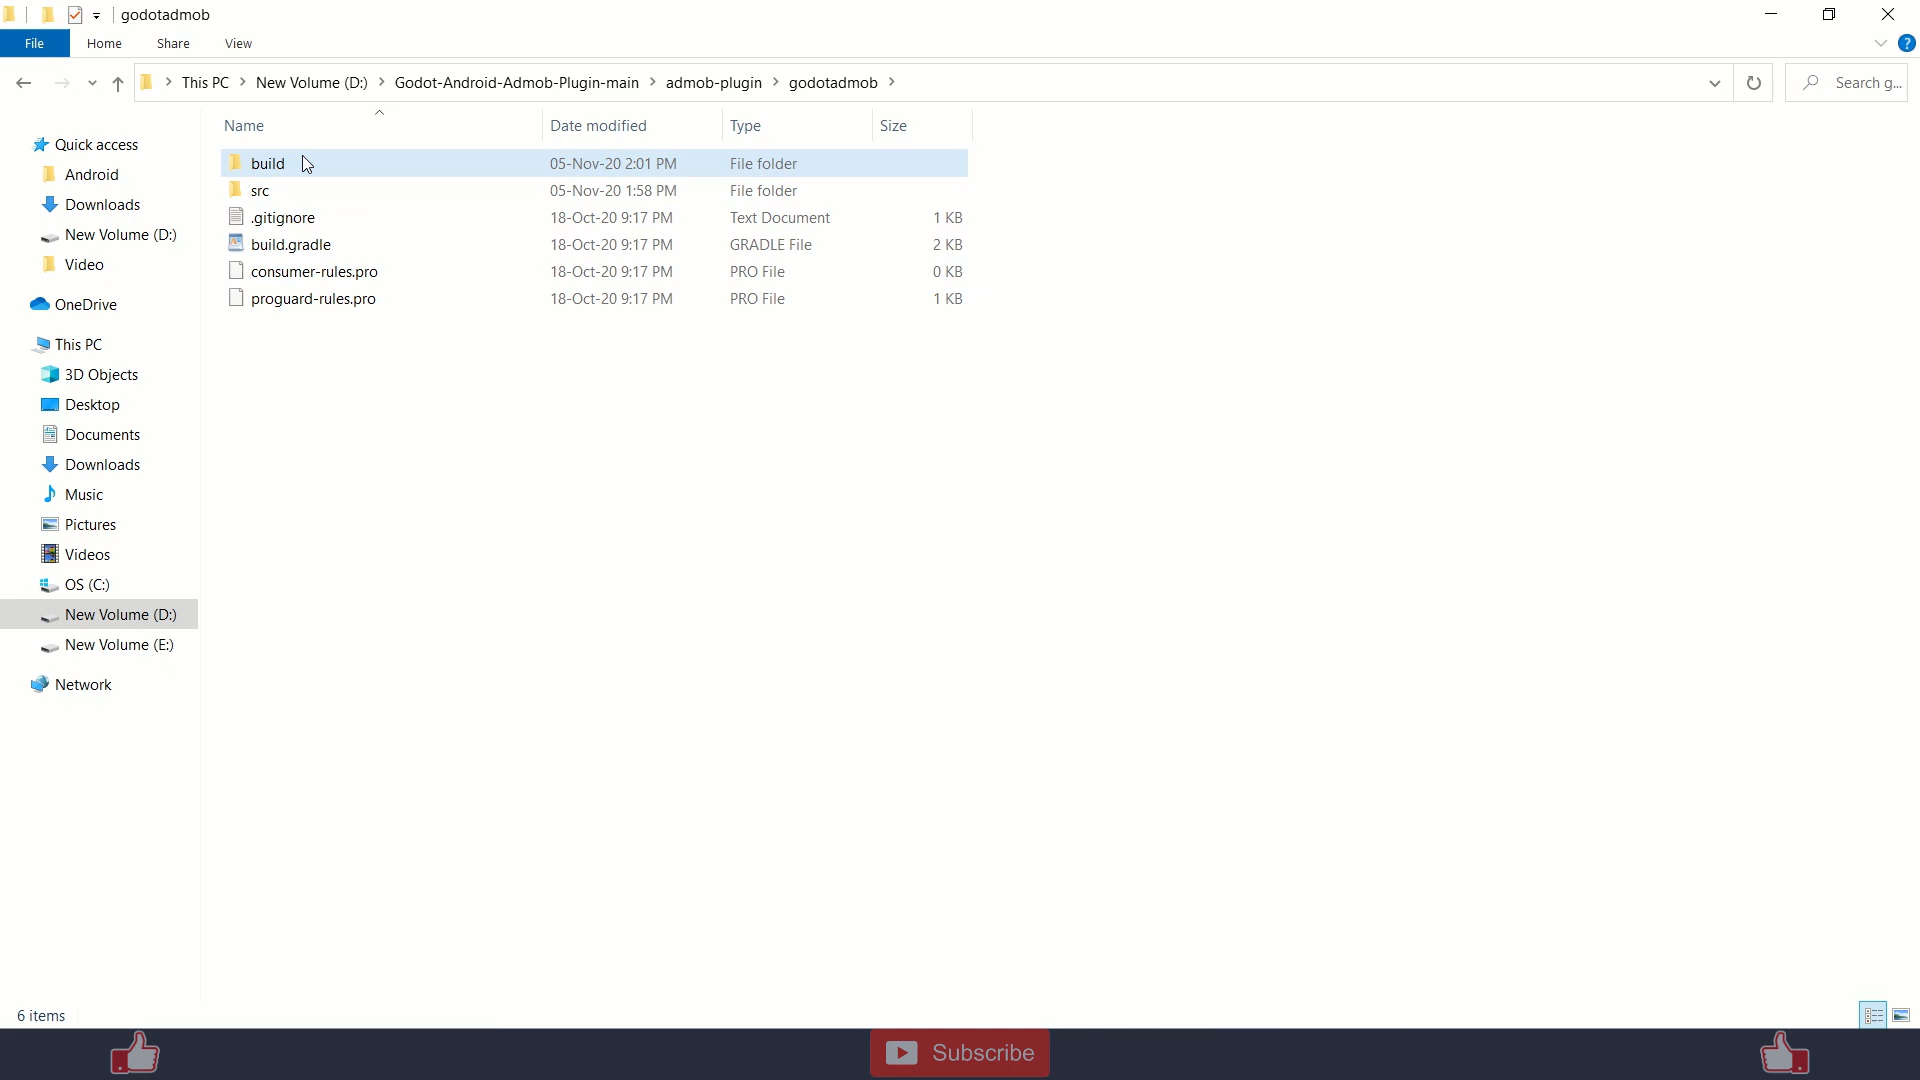 godotadmob
File Home Share View
This PC New Volume (D:) Godot-Android-Admob-Plugin-main admob-plugin godotadmob
Search g...
Name Date modified Type Size
build 05-Nov-20 2:01 PM File folder
src 05-Nov-20 1:58 PM File folder
.gitignore 18-Oct-20 9:17 PM Text Document 1 KB
build.gradle 18-Oct-20 9:17 PM GRADLE File 2 KB
consumer-rules.pro 18-Oct-20 9:17 PM PRO File 0 KB
proguard-rules.pro 18-Oct-20 9:17 PM PRO File 1 KB
Quick access
Android
Downloads
New Volume (D:)
Video
OneDrive
This PC
3D Objects
Desktop
Documents
Downloads
Music
Pictures
Videos
OS (C:)
New Volume (D:)
New Volume (E:)
Network
6 items
Subscribe